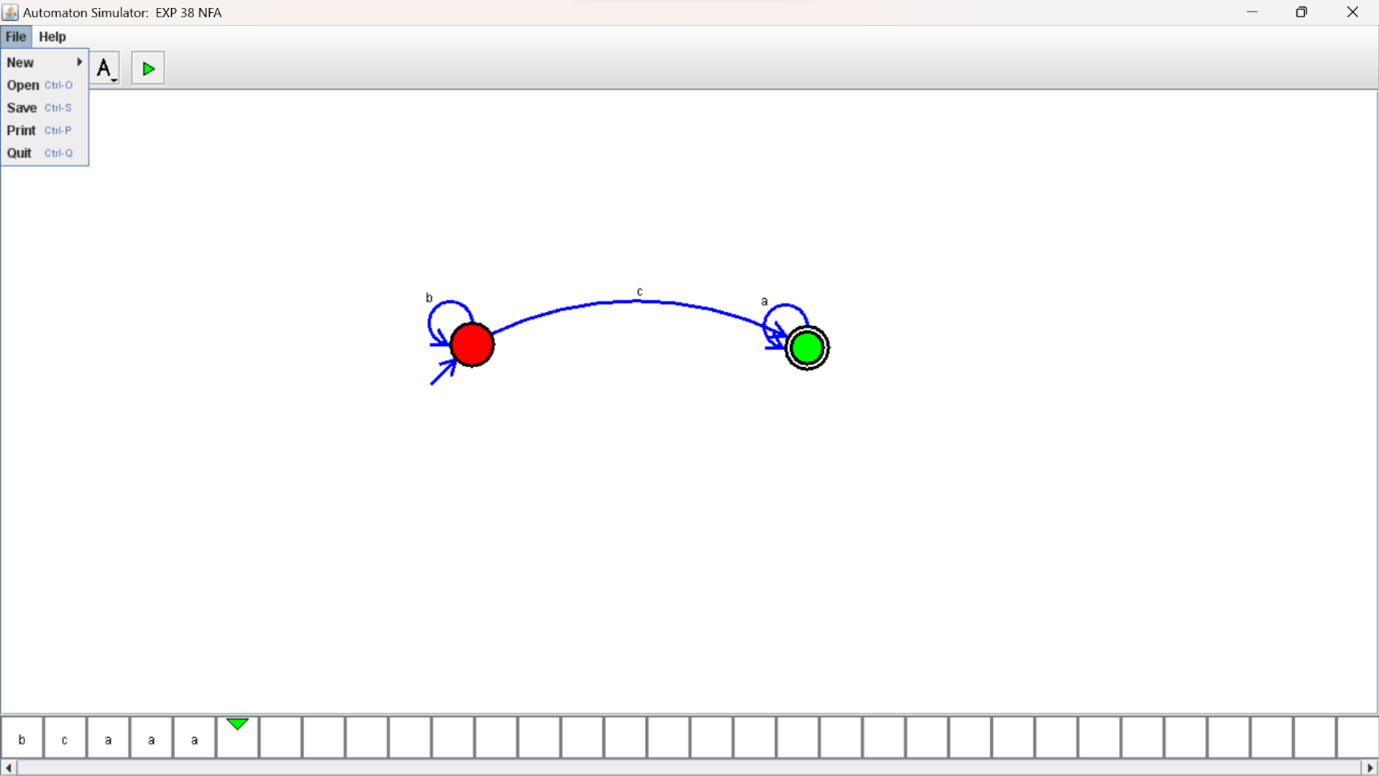 Automaton Simulator: EXP 38 NFA
File Help
New
Open Ctrl-O
Save Ctrl-S
Print Ctrl-P
Quit Ctrl-Q
A
b
c
a
b c a a a